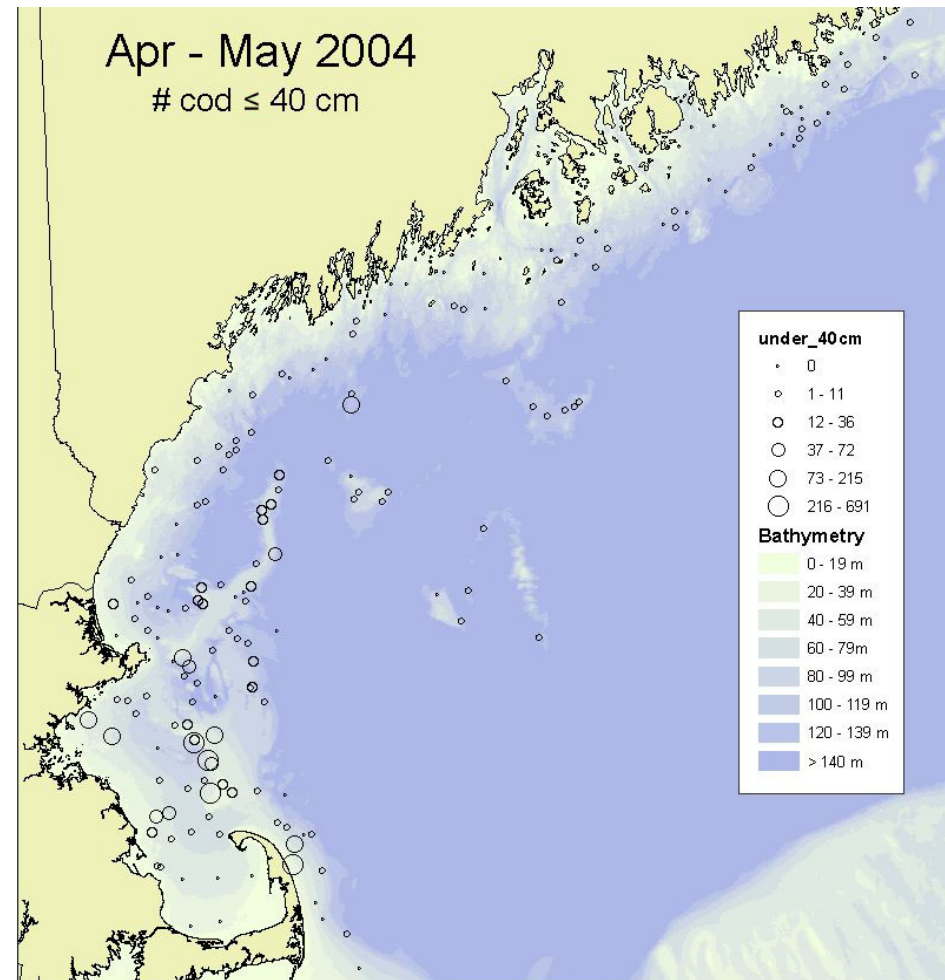 Apr - May 2004
# cod ≤ 40 cm
under_40cm
0
1 - 11
12 - 36
37 - 72
73 - 215
216 - 691
Bathymetry
0 - 19 m
20 - 39 m
40 - 59 m
60 - 79m
80 - 99 m
100 - 119 m
120 - 139 m
> 140 m